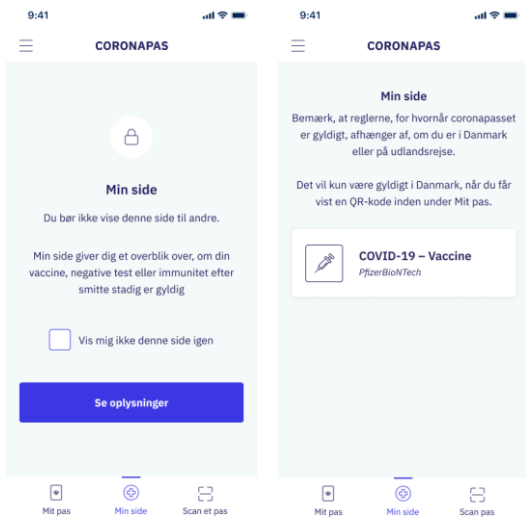 9:41
CORONAPAS
Min side
Du bør ikke vise denne side til andre.
Min side giver dig et overblik over, om din
vaccine, negative test eller immunitet efter
smitte stadig er gyldig
Vis mig ikke denne side igen
Se oplysninger
Mit pas
Min side
Scan et pas
9:41
CORONAPAS
Min side
Bemærk, at reglerne, for hvornår coronapasset
er gyldigt, afhænger af, om du er i Danmark
eller på udlandsrejse.
Det vil kun være gyldigt i Danmark, når du får
vist en QR-kode inden under Mit pas.
COVID-19 – Vaccine
PfizerBioNTech
Mit pas
Min side
Scan pas